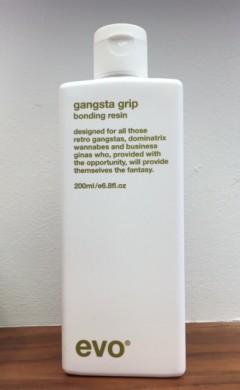 gangsta grip
bonding resin
designed for all those
retro gangstas, dominatrix
wannabes and business
ginas who, provided with
the opportunity, will provide
themselves the fantasy.
200ml/e6.8fl.oz
evo®